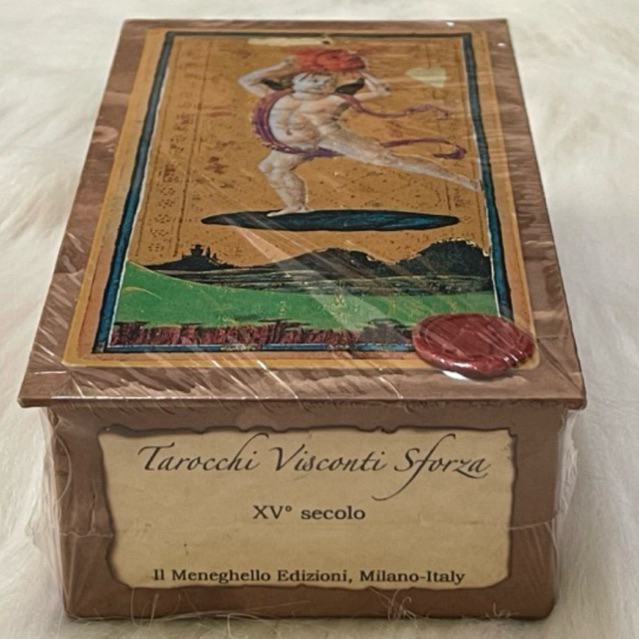 Tarocchi Visconti Sforza
XV° secolo
Il Meneghello Edizioni, Milano-Italy